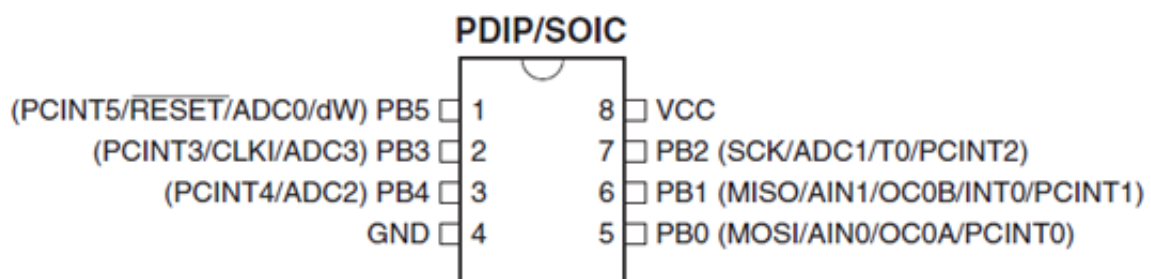 PDIP/SOIC
(PCINT5/RESET/ADC0/dW) PB5 1 8 VCC
(PCINT3/CLKI/ADC3) PB3 2 7 PB2 (SCK/ADC1/T0/PCINT2)
(PCINT4/ADC2) PB4 3 6 PB1 (MISO/AIN1/OC0B/INT0/PCINT1)
GND 4 5 PB0 (MOSI/AIN0/OC0A/PCINT0)